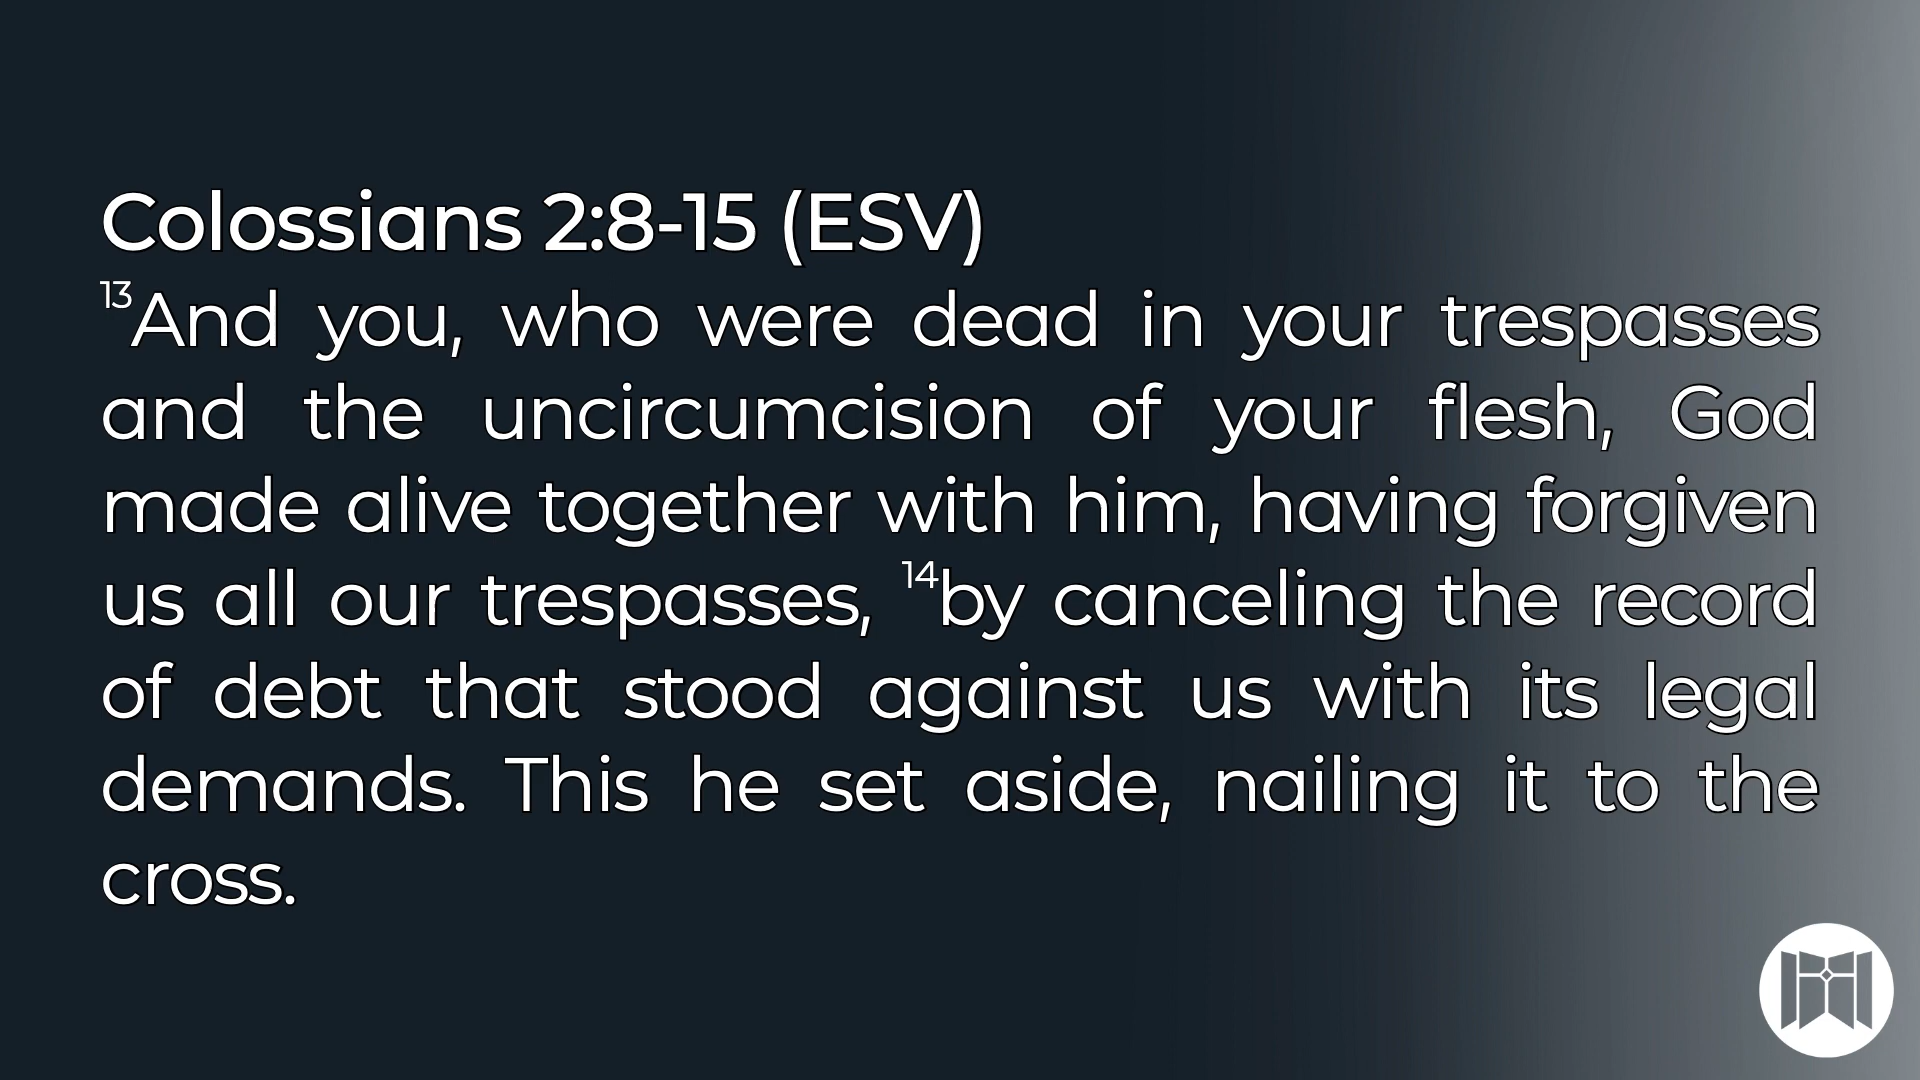 Colossians 2:8-15 (ESV)
13And you, who were dead in your trespasses
and the uncircumcision of your flesh, God
made alive together with him, having forgiven
us all our trespasses, 14by canceling the record
of debt that stood against us with its legal
demands. This he set aside, nailing it to the
cross.